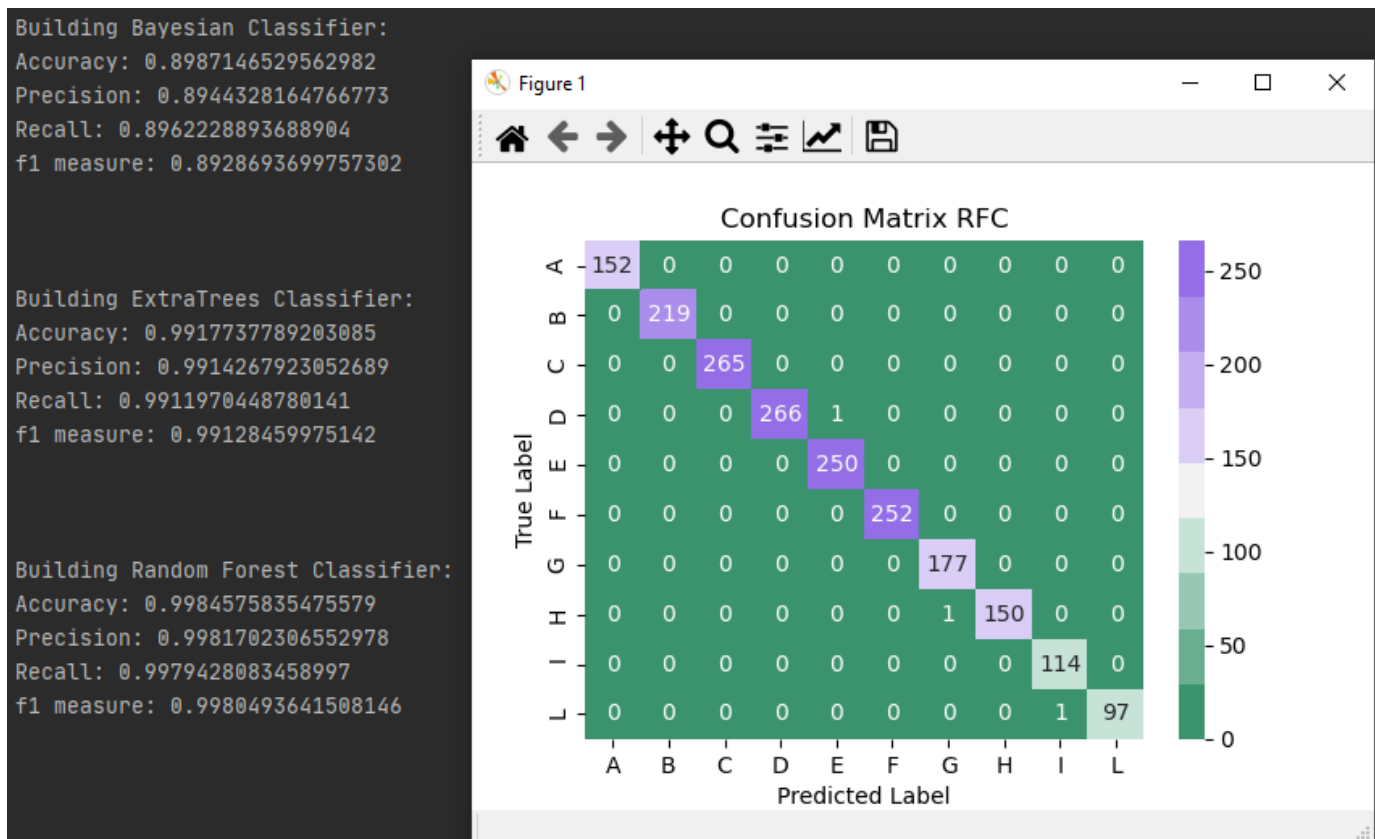 Building Bayesian Classifier:
Accuracy: 0.8987146529562982
Precision: 0.8944328164766773
Recall: 0.8962228893688904
f1 measure: 0.8928693699757302
Building ExtraTrees Classifier:
Accuracy: 0.9917737789203085
Precision: 0.9914267923052689
Recall: 0.9911970448780141
f1 measure: 0.99128459975142
Building Random Forest Classifier:
Accuracy: 0.9984575835475579
Precision: 0.9981702306552978
Recall: 0.9979428083458997
f1 measure: 0.9980493641508146
Figure 1
Confusion Matrix RFC
True Label
A 152 0 0 0 0 0 0 0 0 0
B 0 219 0 0 0 0 0 0 0 0
C 0 0 265 0 0 0 0 0 0 0
D 0 0 0 266 1 0 0 0 0 0
E 0 0 0 0 250 0 0 0 0 0
F 0 0 0 0 0 252 0 0 0 0
G 0 0 0 0 0 0 177 0 0 0
H 0 0 0 0 0 0 1 150 0 0
I 0 0 0 0 0 0 0 0 114 0
L 0 0 0 0 0 0 0 0 1 97
A B C D E F G H I L
Predicted Label
250
200
150
100
50
0